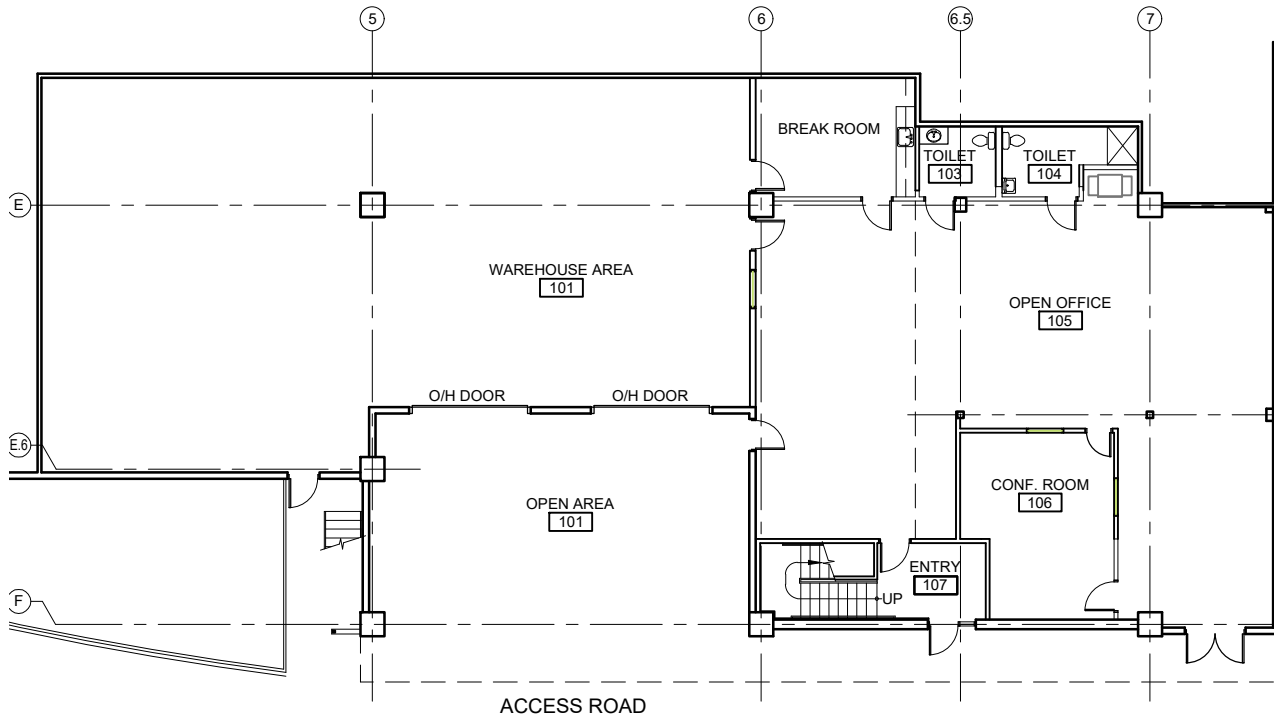 5
6
6.5
7
BREAK ROOM
TOILET
103
TOILET
104
E
WAREHOUSE AREA
101
OPEN OFFICE
105
O/H DOOR
O/H DOOR
E.6
CONF. ROOM
106
OPEN AREA
101
ENTRY
107
UP
F
ACCESS ROAD